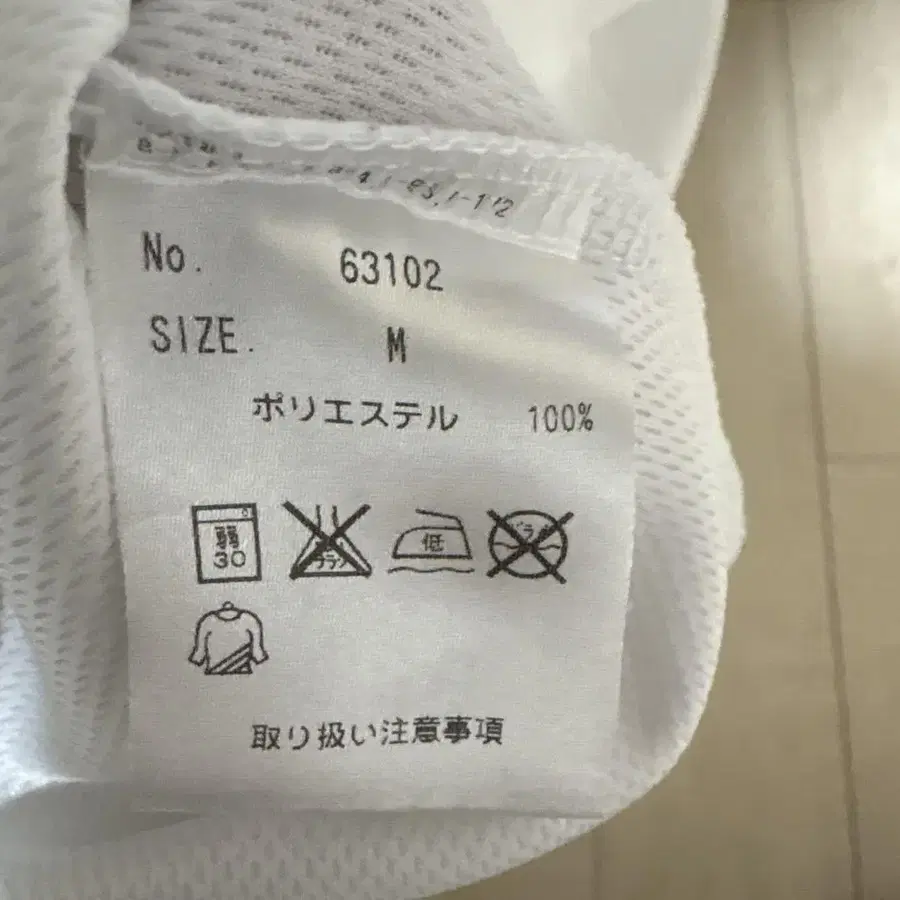 No. 63102
SIZE. M
ポリエステル 100%
弱
30
低
取り扱い注意事項